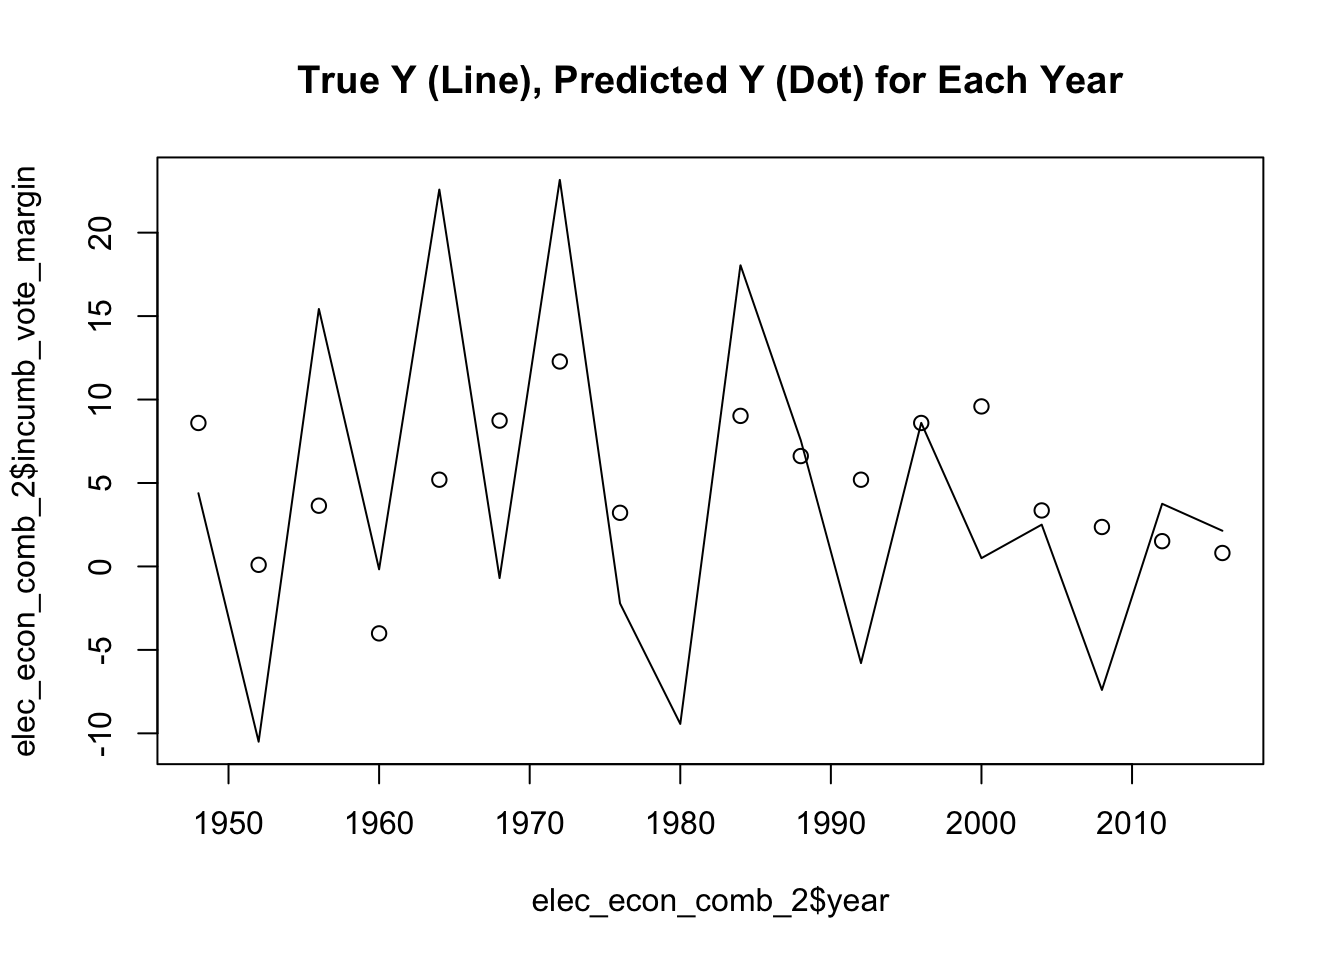 True Y (Line), Predicted Y (Dot) for Each Year
elec_econ_comb_2$incumb_vote_margin
20
15
10
5
0
-5
-10
1950 1960 1970 1980 1990 2000 2010
elec_econ_comb_2$year